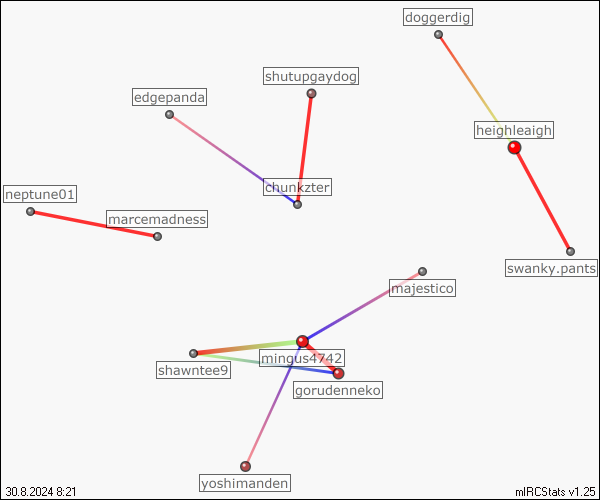 doggerdig
shutupgaydog
edgepanda
heighleaigh
chunkzter
neptune01
marcemadness
swanky.pants
majestico
mingus4742
shawntee9
gorudenneko
yoshimanden
30.8.2024 8:21
mIRCStats v1.25